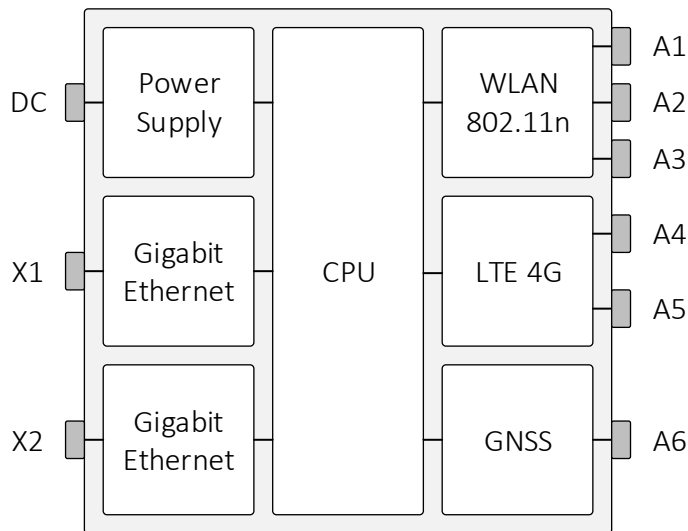 DC
Power
Supply
X1
Gigabit
Ethernet
X2
Gigabit
Ethernet
CPU
WLAN
802.11n
LTE 4G
GNSS
A1
A2
A3
A4
A5
A6